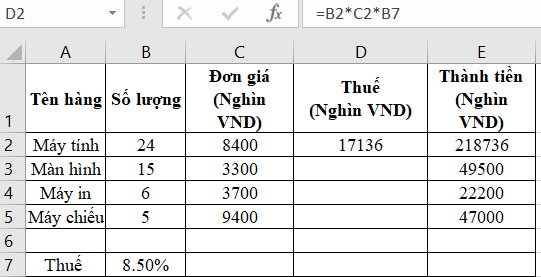 D2 fx =B2*C2*B7
A B C D E
1 Tên hàng Số lượng Đơn giá (Nghìn VND) Thuế (Nghìn VND) Thành tiền (Nghìn VND)
2 Máy tính 24 8400 17136 218736
3 Màn hình 15 3300 49500
4 Máy in 6 3700 22200
5 Máy chiếu 5 9400 47000
6
7 Thuế 8.50%